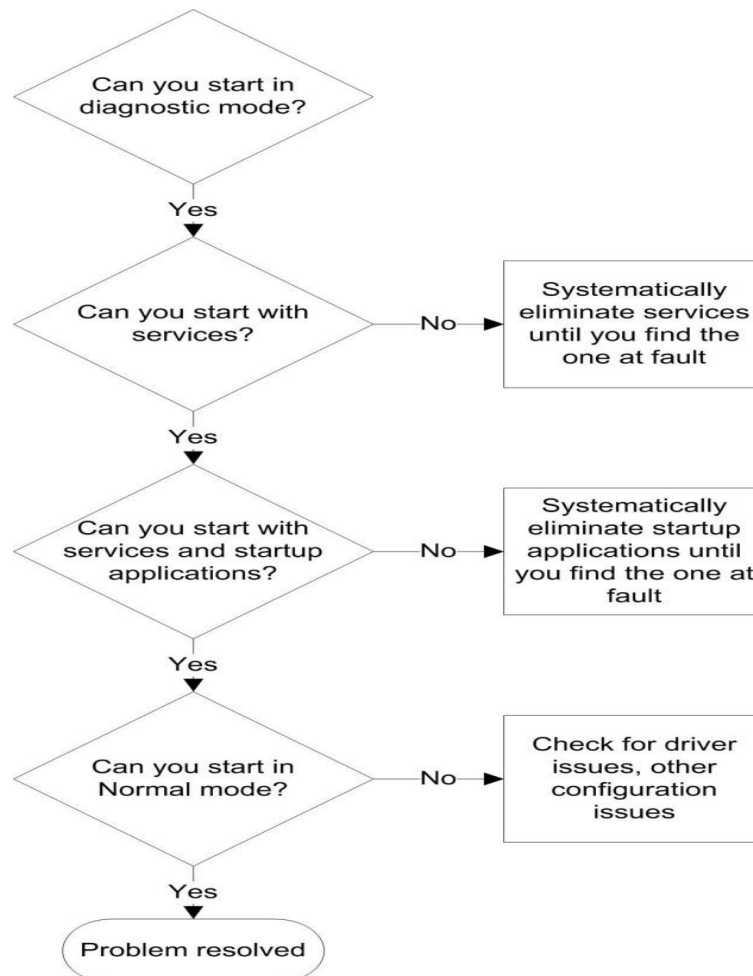 Can you start in
diagnostic mode?
Yes
Can you start with
services?
No
Systematically
eliminate services
until you find the
one at fault
Yes
Can you start with
services and startup
applications?
No
Systematically
eliminate startup
applications until
you find the one at
fault
Yes
Can you start in
Normal mode?
No
Check for driver
issues, other
configuration
issues
Yes
Problem resolved